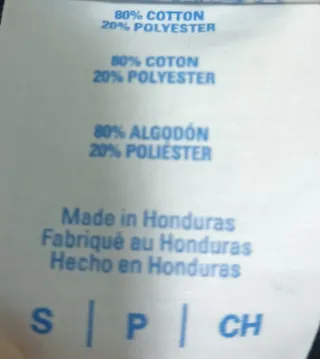 80% COTTON
20% POLYESTER
80% COTON
20% POLYESTER
80% ALGODÓN
20% POLIÉSTER
Made in Honduras
Fabriqué au Honduras
Hecho en Honduras
S | P | CH